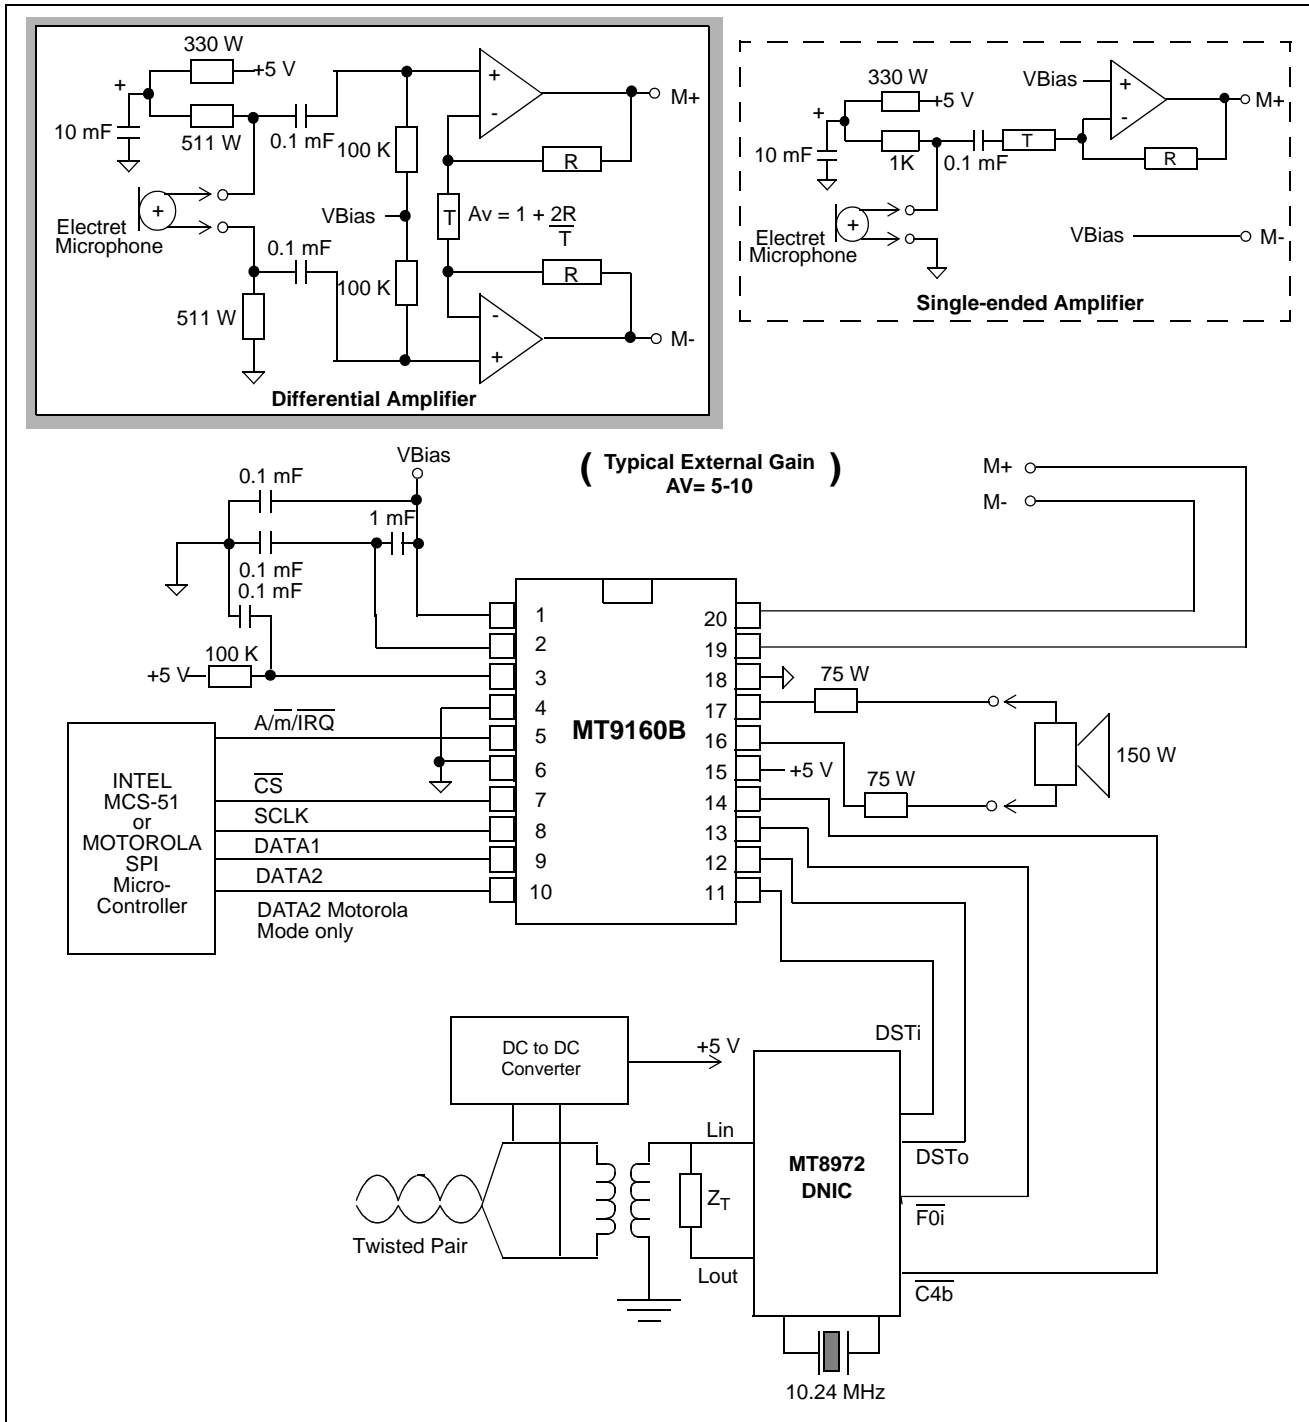 330 W
+5 V
+
10 mF
511 W
0.1 mF
100 K
+
-
M+
R
Electret
Microphone
+
VBias
T
Av = 1 + 2R
T
0.1 mF
100 K
R
511 W
-
+
M-
Differential Amplifier
330 W
+5 V
+
10 mF
1K
0.1 mF
T
VBias
+
-
M+
R
Electret
Microphone
+
VBias
M-
Single-ended Amplifier
( Typical External Gain )
AV= 5-10
VBias
0.1 mF
1 mF
0.1 mF
0.1 mF
+5 V
100 K
M+
M-
MT9160B
1
2
3
4
5
6
7
8
9
10
20
19
18
17
16
15
14
13
12
11
75 W
+5 V
75 W
150 W
INTEL
MCS-51
or
MOTOROLA
SPI
Micro-
Controller
A/m/IRQ
CS
SCLK
DATA1
DATA2
DATA2 Motorola
Mode only
DC to DC
Converter
+5 V
Twisted Pair
Lin
ZT
Lout
MT8972
DNIC
DSTi
DSTo
F0i
C4b
10.24 MHz